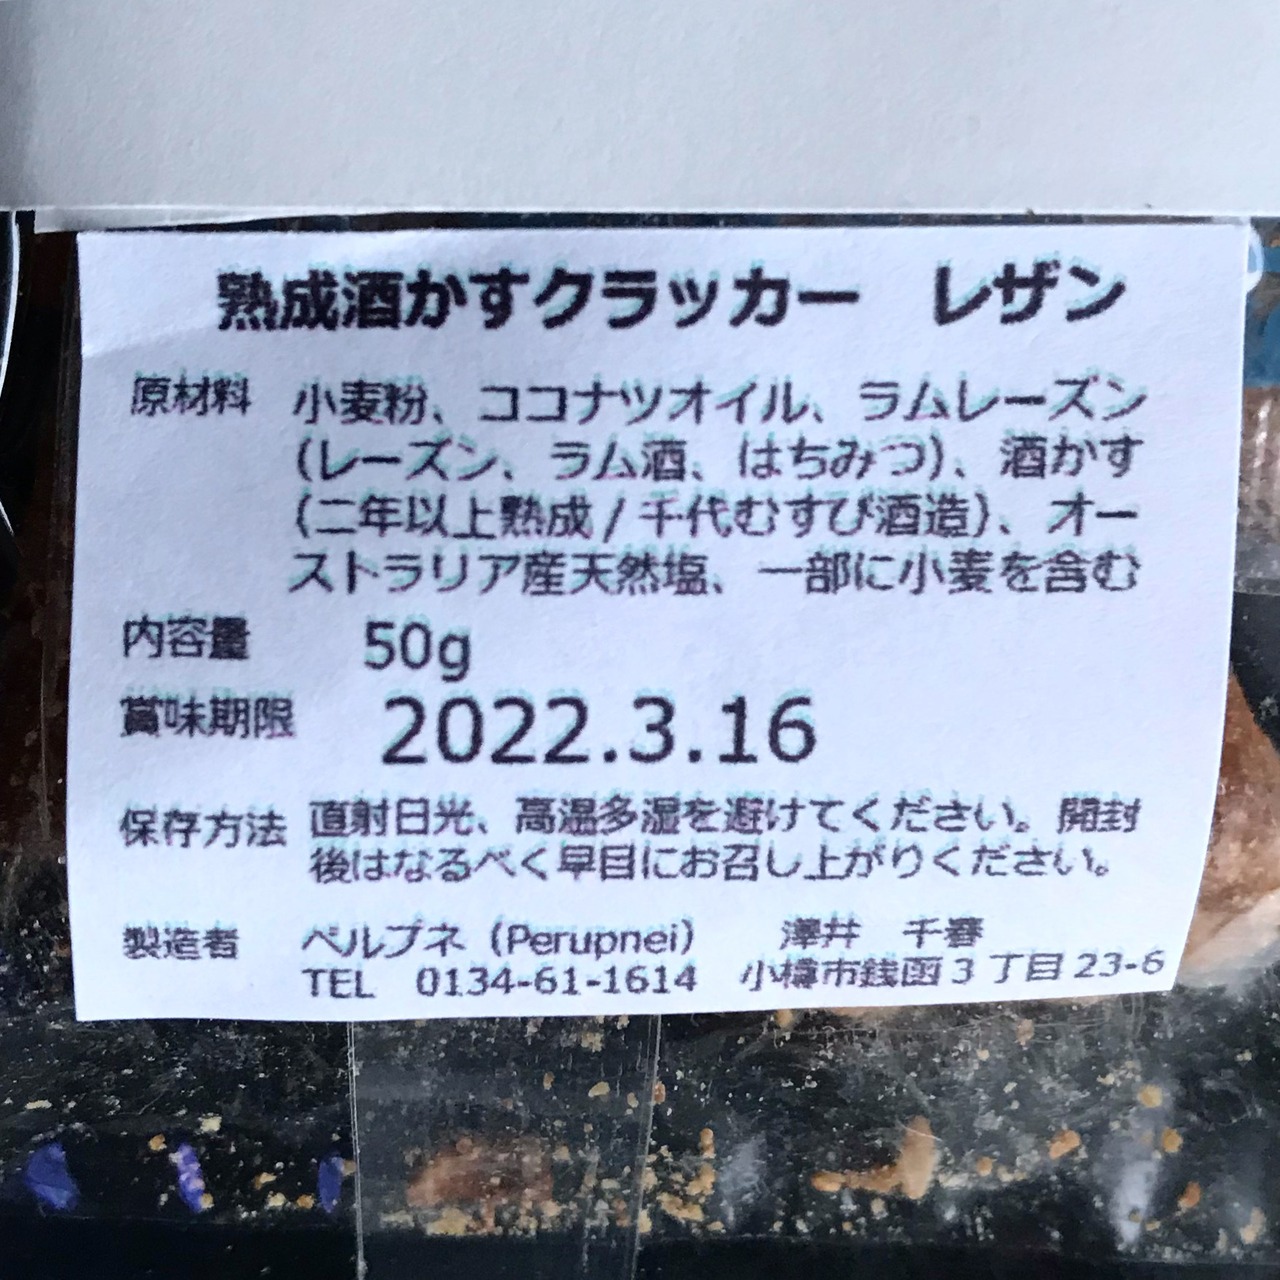 熟成酒かすクラッカー　レザン
原材料 小麦粉、ココナツオイル、ラムレーズン
(レーズン、ラム酒、はちみつ)、酒かす
(二年以上熟成/千代むすび酒造)、オー
ストラリア産天然塩、一部に小麦を含む
内容量 50g
賞味期限 2022.3.16
保存方法 直射日光、高温多湿を避けてください。開封
後はなるべく早目にお召し上がりください。
製造者 ペルプネ（Perupnei） 澤井 千春
TEL 0134-61-1614 小樽市銭函3丁目23-6